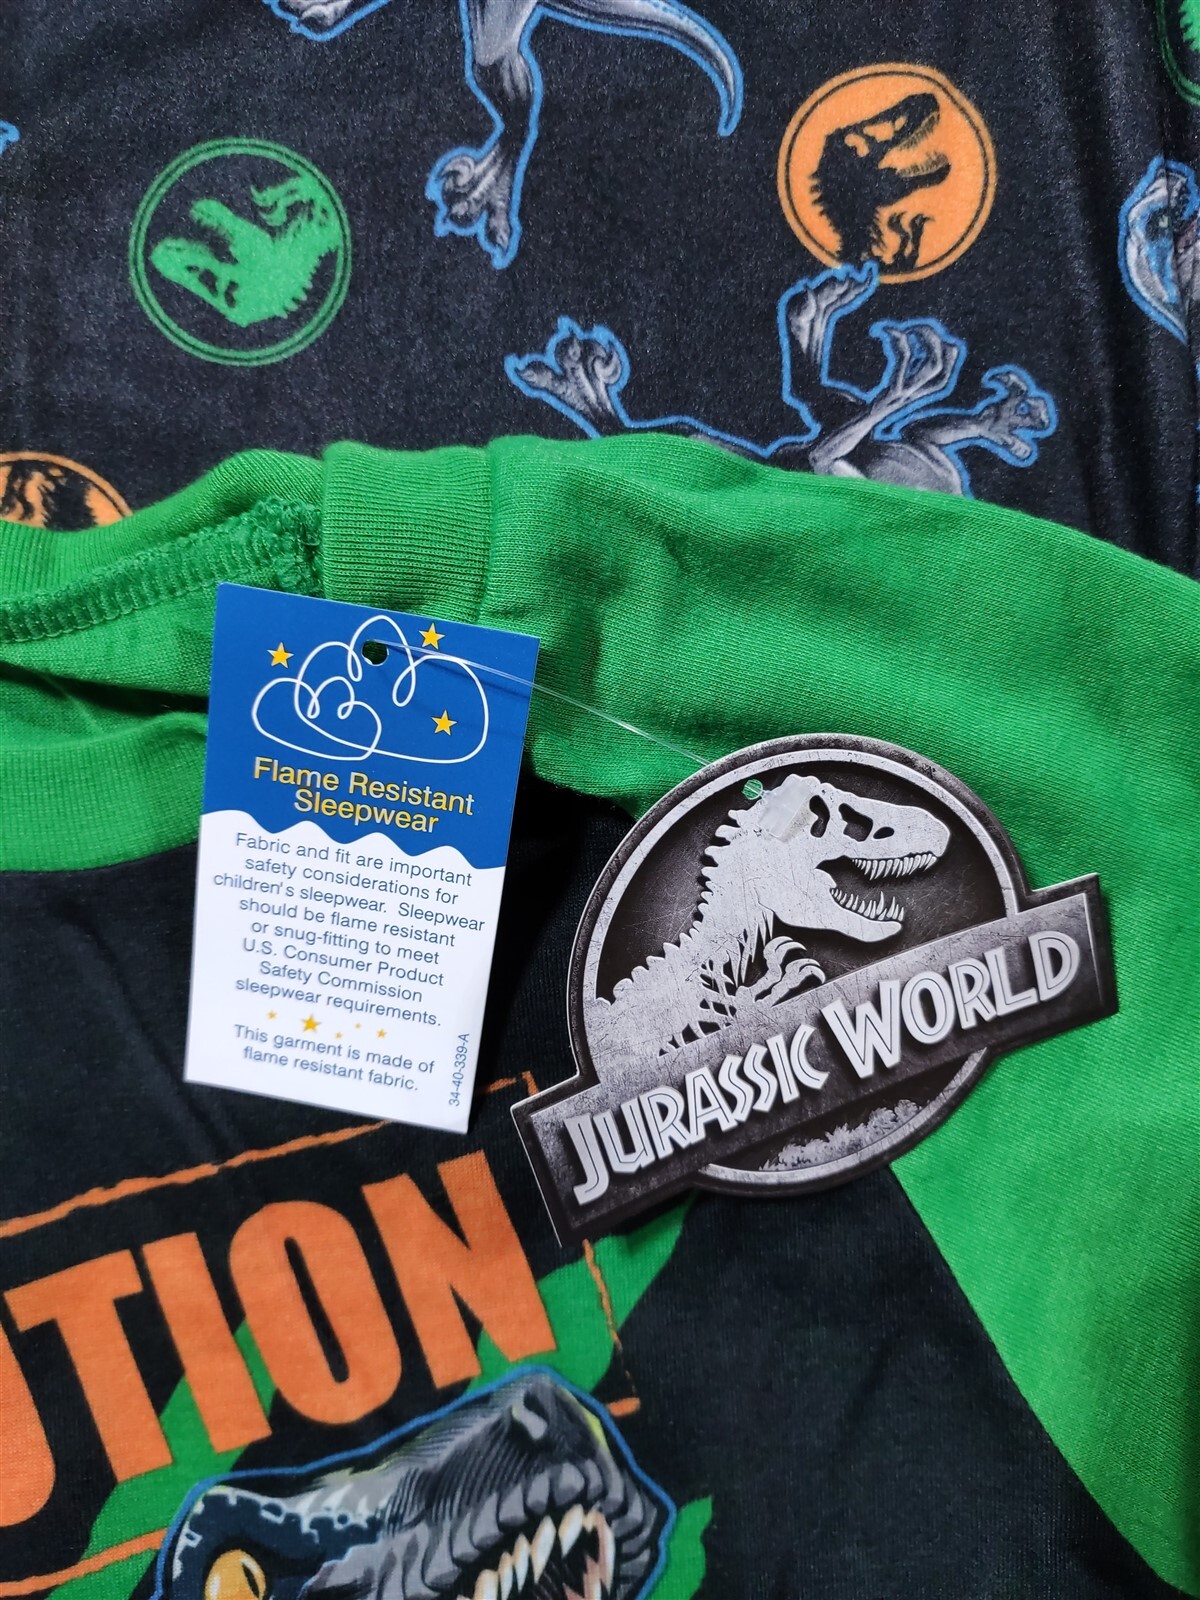 Flame Resistant
Sleepwear
Fabric and fit are important
safety considerations for
children's sleepwear. Sleepwear
should be flame resistant
or snug-fitting to meet
U.S. Consumer Product
Safety Commission
sleepwear requirements.
This garment is made of
flame resistant fabric.
34-40-339-A
JURASSIC WORLD
UTION